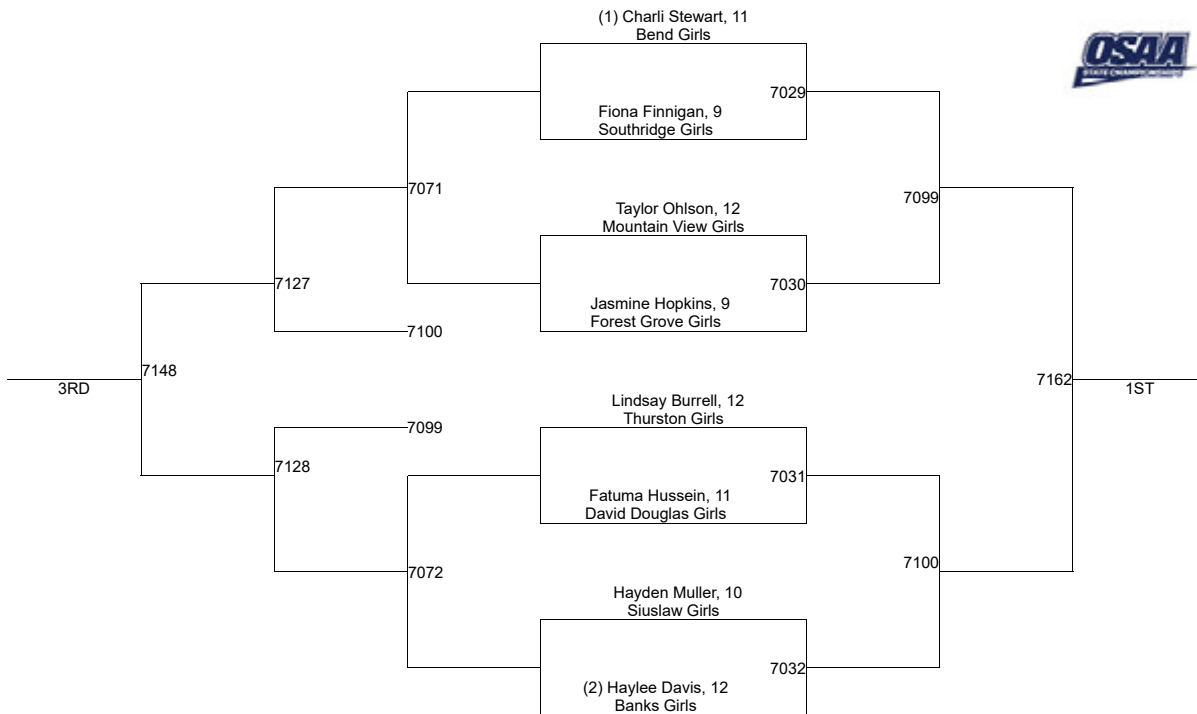 (1) Charli Stewart, 11
Bend Girls
OSAA
STATE CHAMPIONSHIPS
7029
Fiona Finnigan, 9
Southridge Girls
7071
7099
Taylor Ohlson, 12
Mountain View Girls
7127
7030
Jasmine Hopkins, 9
Forest Grove Girls
7100
7148
7162
3RD
1ST
Lindsay Burrell, 12
Thurston Girls
7099
7128
7031
Fatuma Hussein, 11
David Douglas Girls
7072
7100
Hayden Muller, 10
Siuslaw Girls
7032
(2) Haylee Davis, 12
Banks Girls